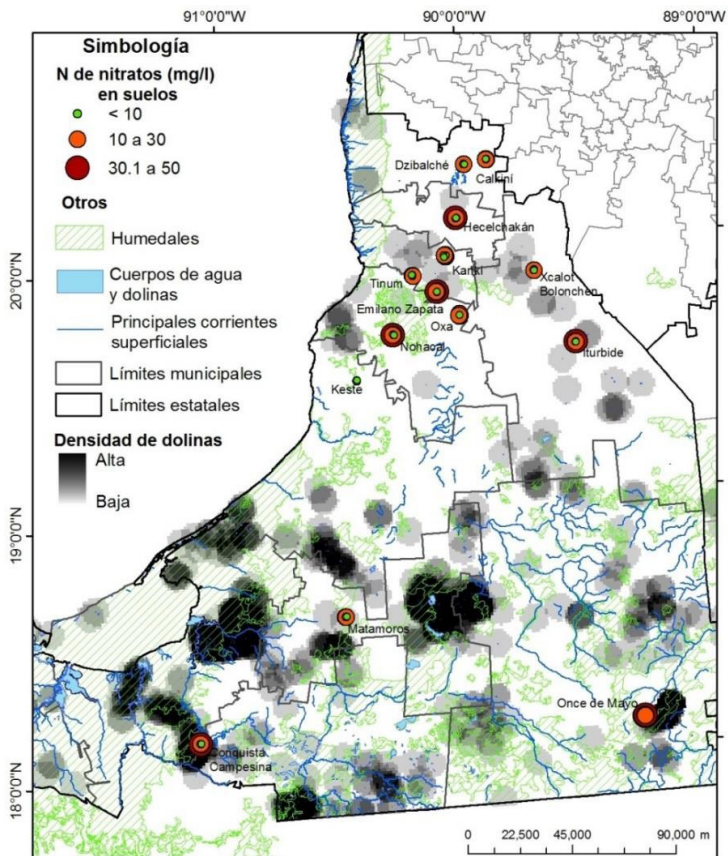 91°0'0"W 90°0'0"W 89°0'0"W
Simbología
N de nitratos (mg/l)
en suelos
< 10
10 a 30
30.1 a 50
Otros
Humedales
Cuerpos de agua
y dolinas
Principales corrientes
superficiales
Límites municipales
Límites estatales
Densidad de dolinas
Alta
Baja
20°0'0"N
19°0'0"N
18°0'0"N
Dzibalché
Calkiní
Hecelchakán
Kankí
Tinum
Xcalot
Bolonchen
Emilano Zapata
Oxa
Nohacal
Iturbide
Keste
Matamoros
Once de Mayo
Conquista
Campesina
0 22,500 45,000 90,000 m